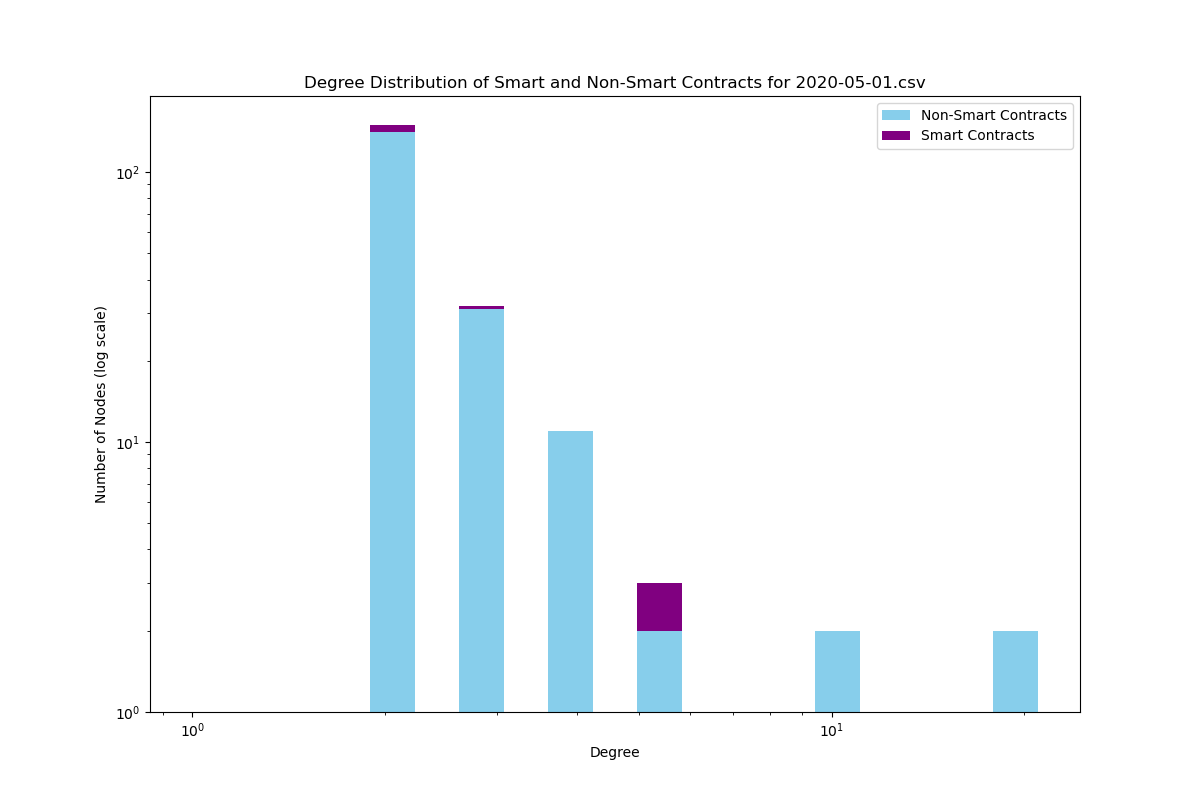 Degree Distribution of Smart and Non-Smart Contracts for 2020-05-01.csv
Non-Smart Contracts
Smart Contracts
10²
10¹
10⁰
Number of Nodes (log scale)
10⁰
10¹
Degree